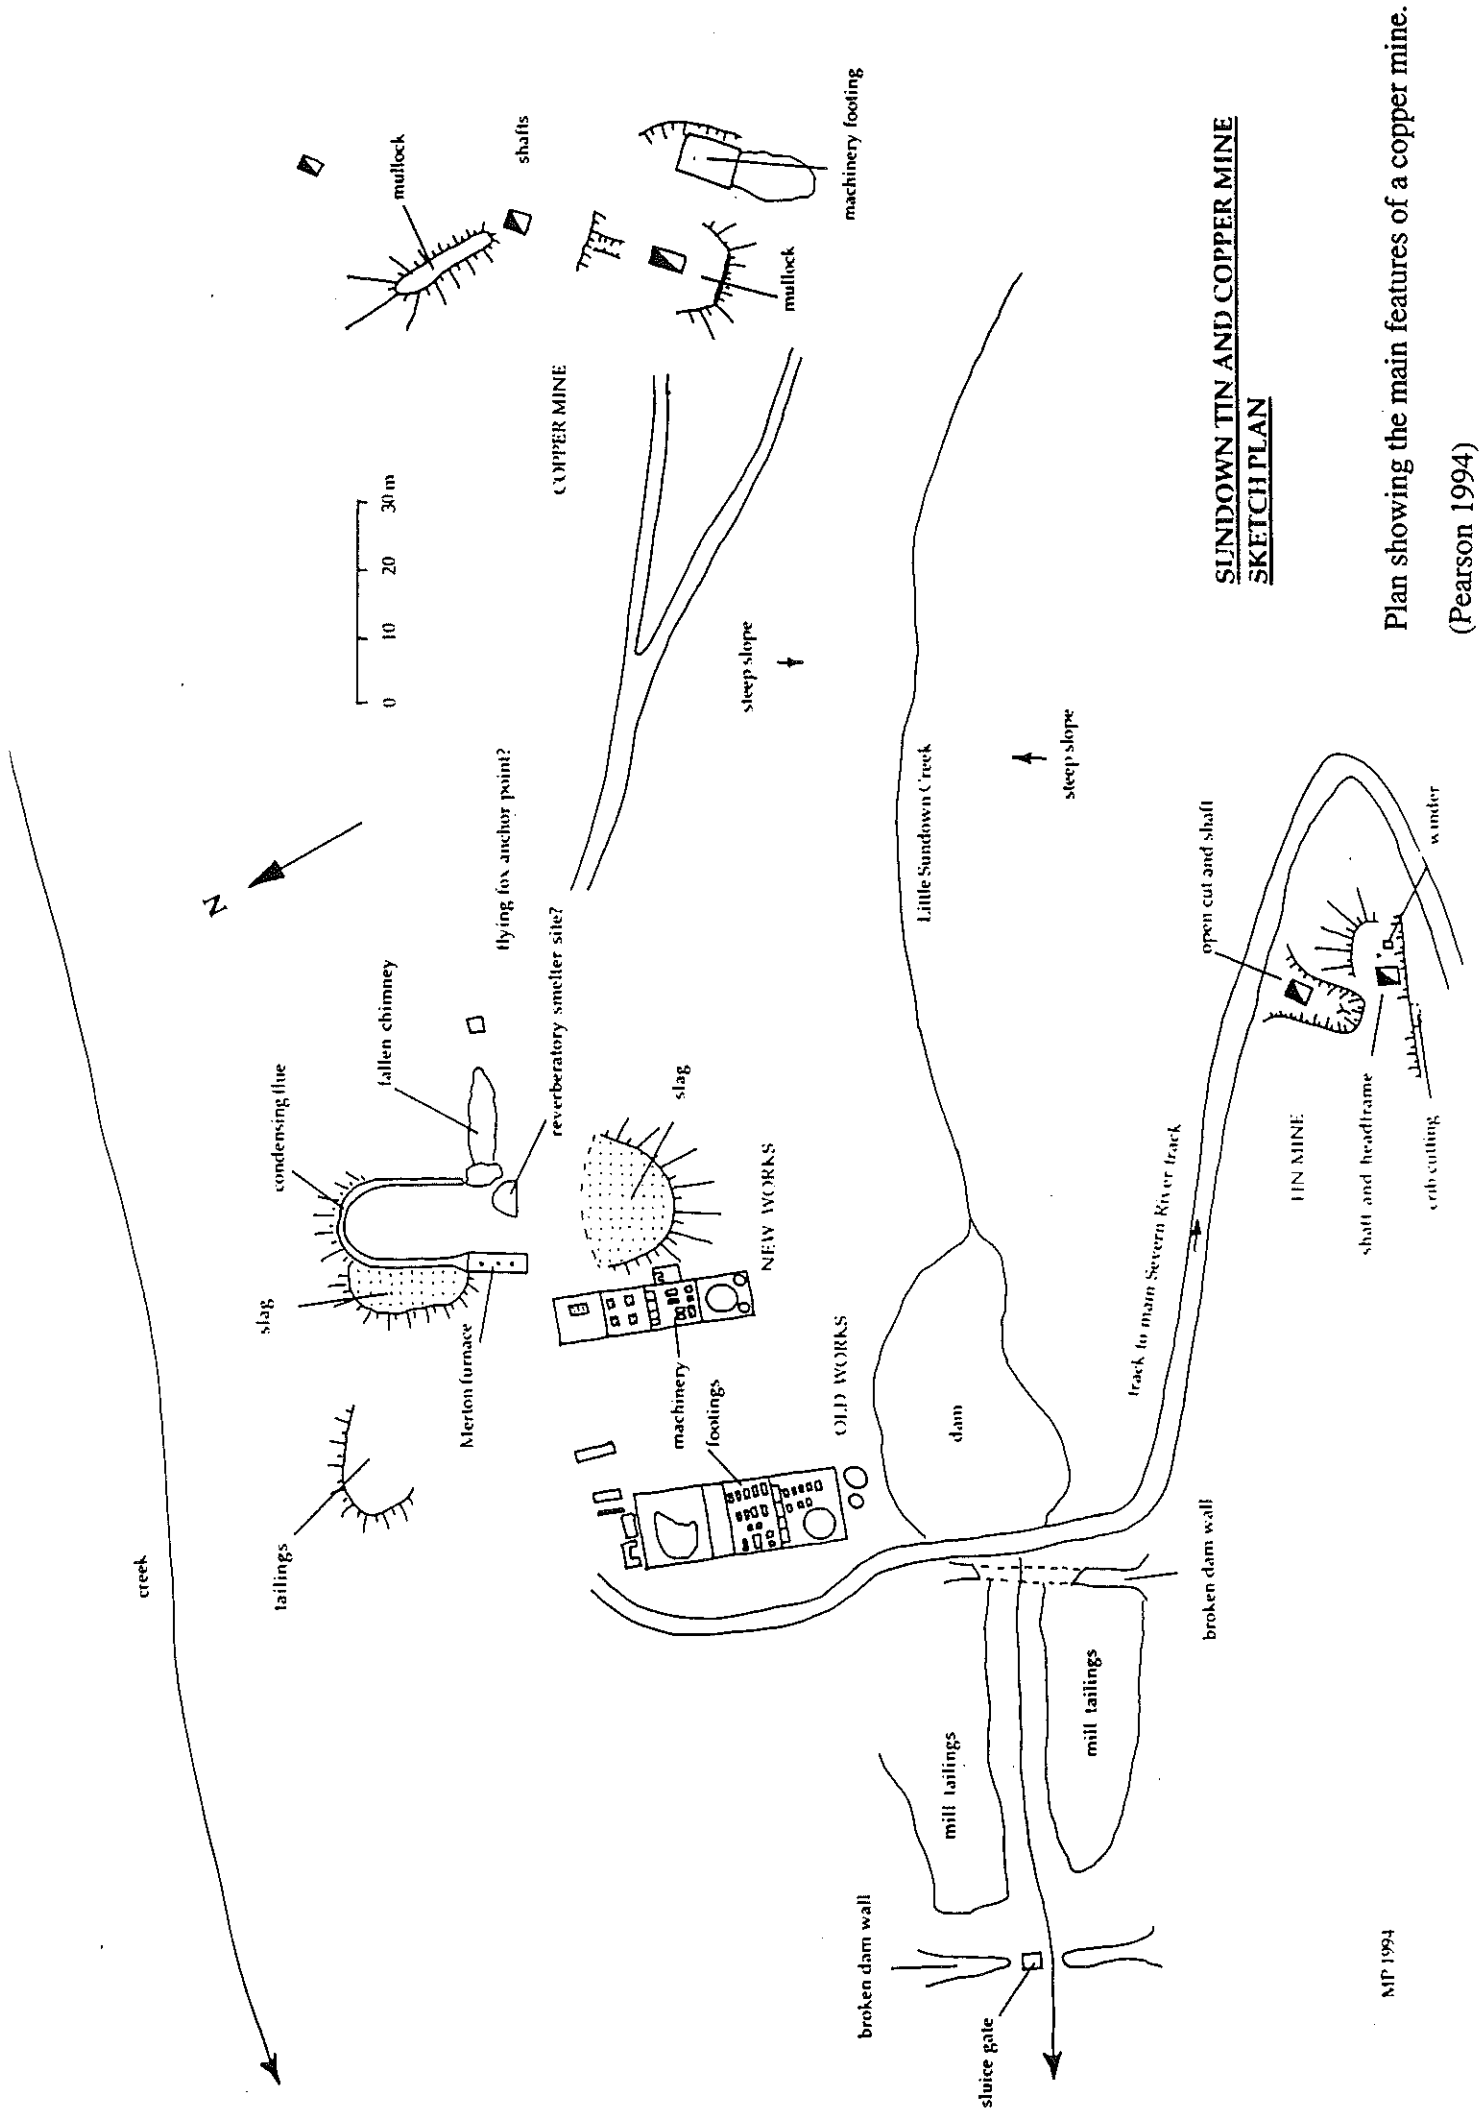 creek
N
tailings
slag
condensing flue
fallen chimney
Merton furnace
reverberatory smelter site?
flying fox anchor point?
0 10 20 30 m
mullock
shafts
COPPER MINE
mullock
machinery footing
steep slope
slag
NEW WORKS
machinery
footings
OLD WORKS
dam
Little Sundown Creek
steep slope
track to main Severn River track
open cut and shaft
TIN MINE
shaft and headframe
crib cutting
winder
broken dam wall
mill tailings
mill tailings
broken dam wall
sluice gate
MP 1994
SUNDOWN TIN AND COPPER MINE
SKETCH PLAN
Plan showing the main features of a copper mine.
(Pearson 1994)